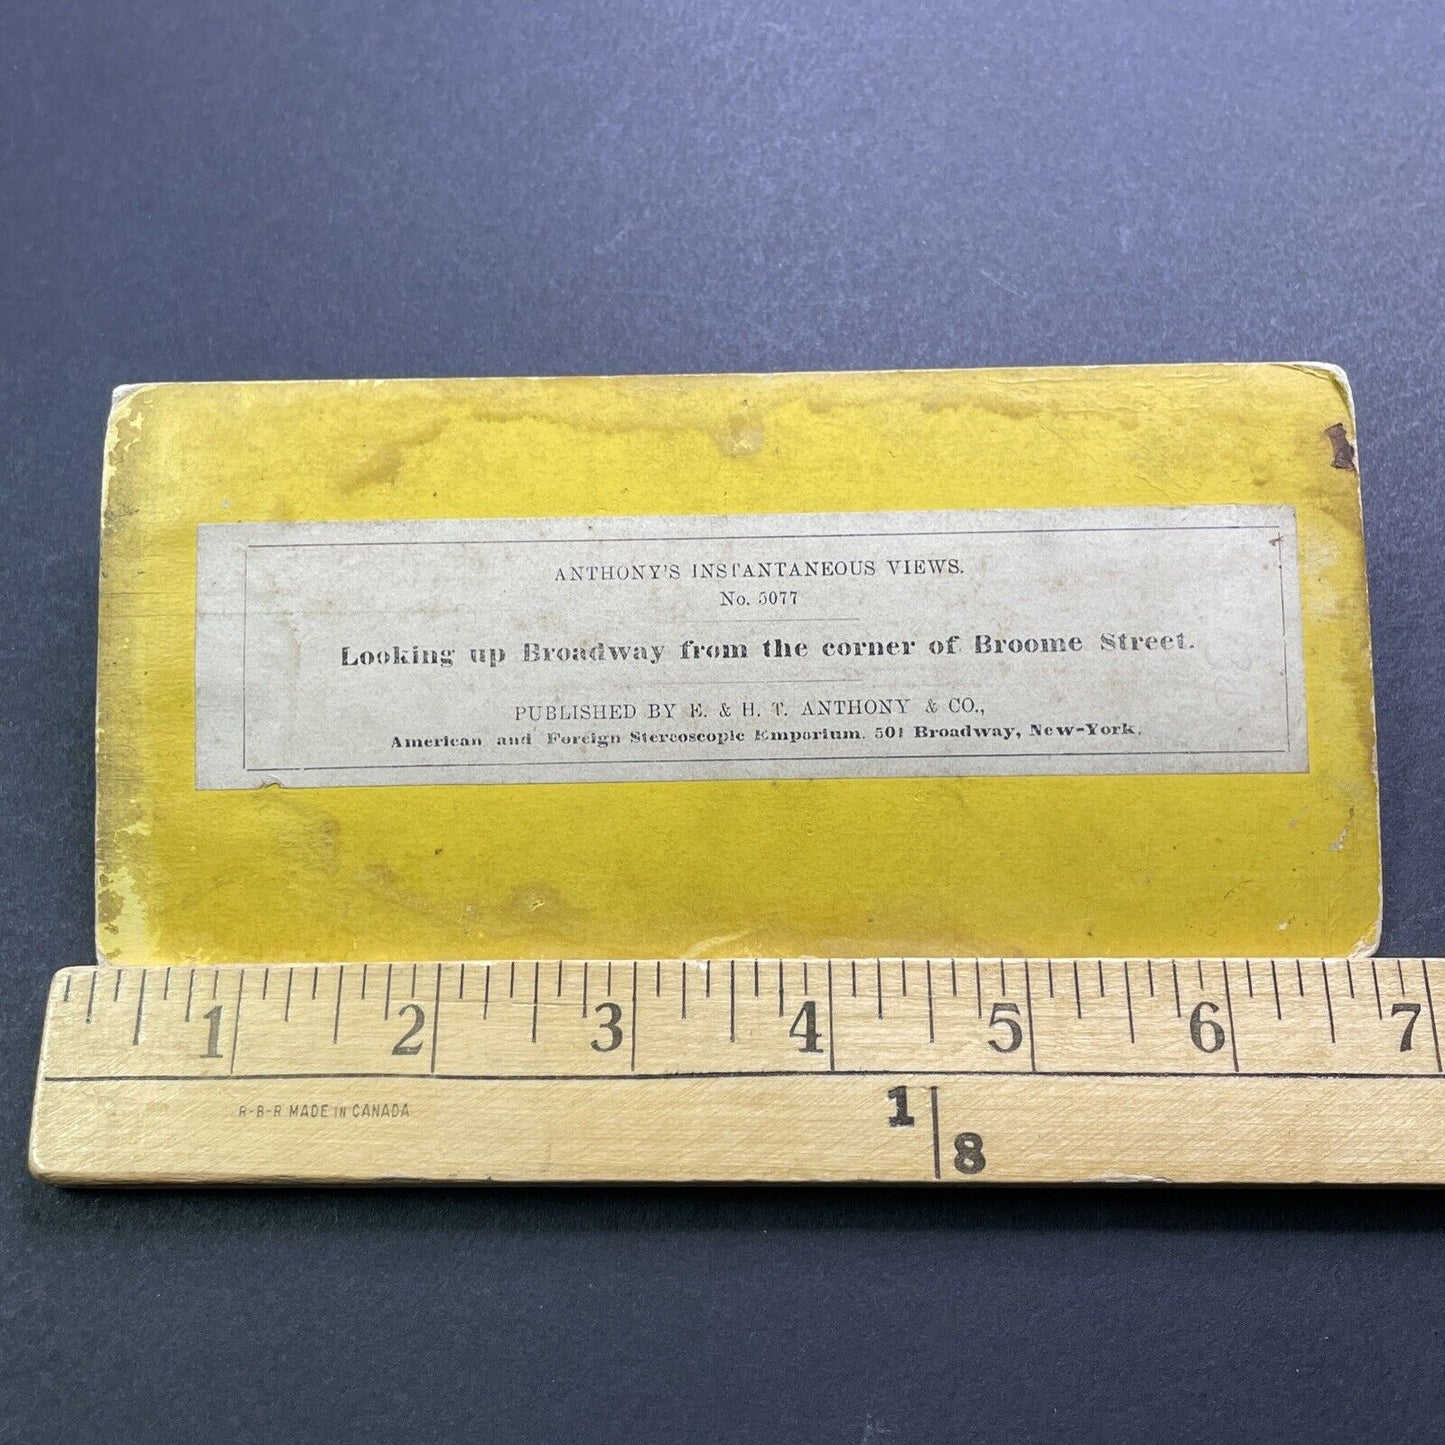 ANTHONY'S INSTANTANEOUS VIEWS.
No. 5077
Looking up Broadway from the corner of Broome Street.
PUBLISHED BY E. & H. T. ANTHONY & CO.,
American and Foreign Stereoscopic Emporium. 501 Broadway, New-York.
1 2 3 4 5 6 7
R-B-R MADE IN CANADA
1
8